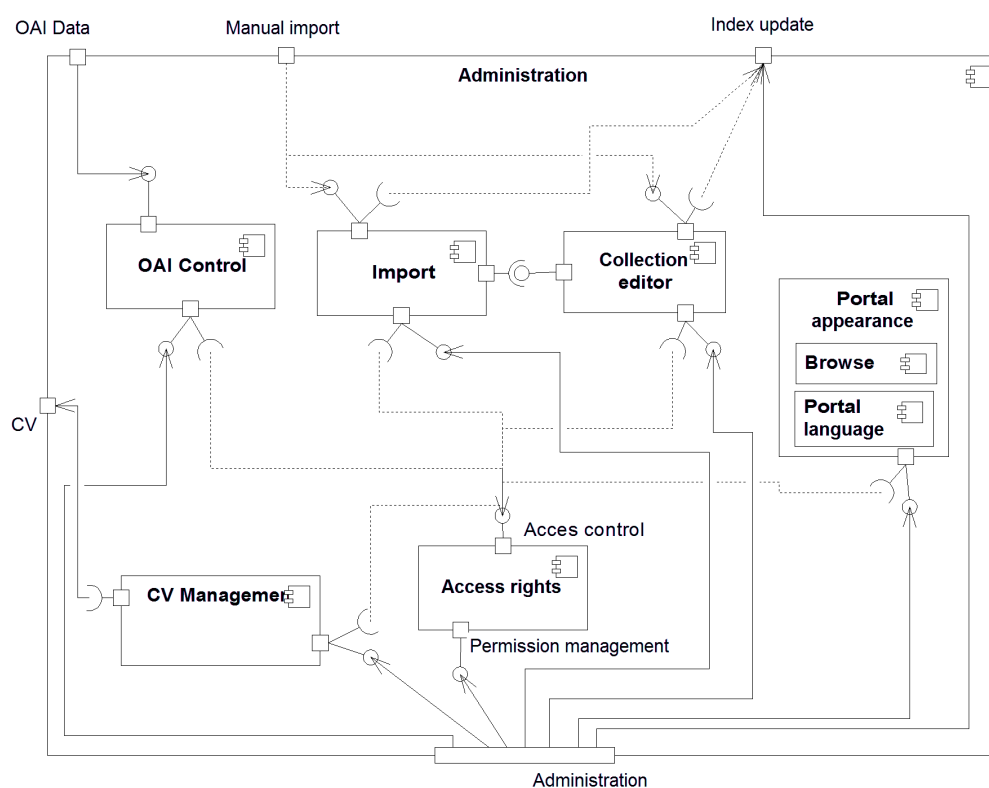 OAI Data
Manual import
Index update
Administration
OAI Control
Import
Collection
editor
Portal
appearance
Browse
Portal
language
CV
Acces control
Access rights
CV Managemen
Permission management
Administration